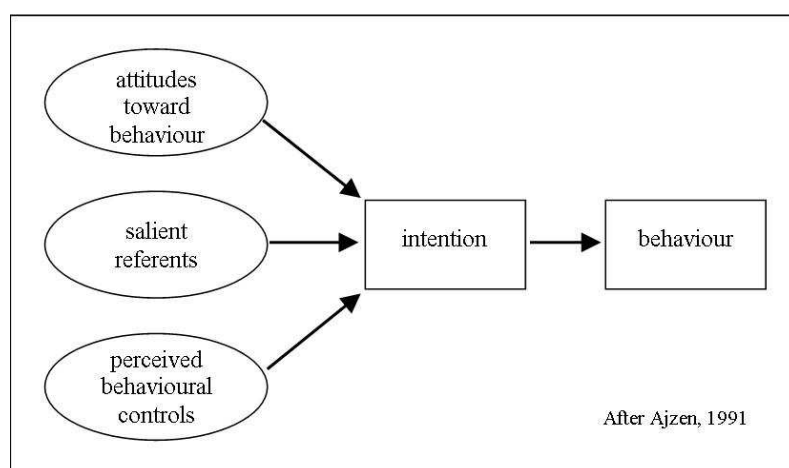 attitudes
toward
behaviour
salient
referents
intention
behaviour
perceived
behavioural
controls
After Ajzen, 1991